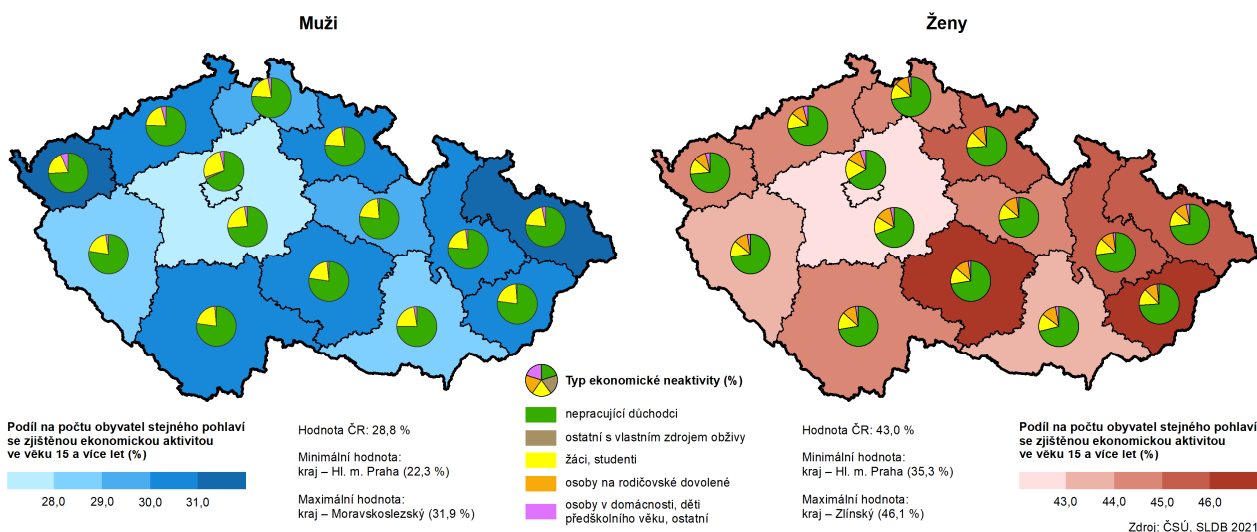 Muži
Ženy
Typ ekonomické neaktivity (%)
nepracující důchodci
ostatní s vlastním zdrojem obživy
žáci, studenti
osoby na rodičovské dovolené
osoby v domácnosti, děti
předškolního věku, ostatní
Podíl na počtu obyvatel stejného pohlaví
se zjištěnou ekonomickou aktivitou
ve věku 15 a více let (%)
28,0 29,0 30,0 31,0
Hodnota ČR: 28,8 %
Minimální hodnota:
kraj – Hl. m. Praha (22,3 %)
Maximální hodnota:
kraj – Moravskoslezský (31,9 %)
Hodnota ČR: 43,0 %
Minimální hodnota:
kraj – Hl. m. Praha (35,3 %)
Maximální hodnota:
kraj – Zlínský (46,1 %)
Podíl na počtu obyvatel stejného pohlaví
se zjištěnou ekonomickou aktivitou
ve věku 15 a více let (%)
43,0 44,0 45,0 46,0
Zdroj: ČSÚ, SLDB 2021